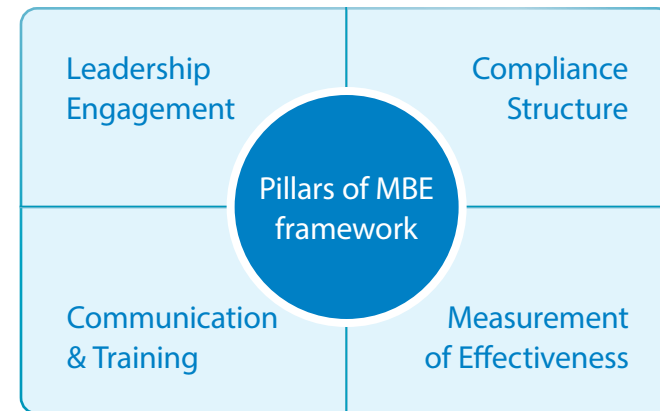 Leadership
Engagement
Compliance
Structure
Pillars of MBE
framework
Communication
& Training
Measurement
of Effectiveness